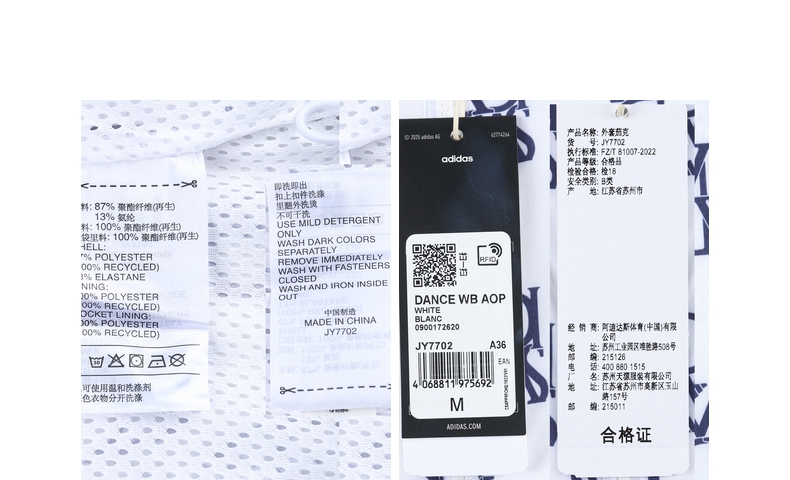 料: 87% 聚酯纤维(再生)
13% 氨纶
料: 100% 聚酯纤维(再生)
袋里料: 100% 聚酯纤维(再生)
HELL:
7% POLYESTER
00% RECYCLED)
3% ELASTANE
NING:
00% POLYESTER
00% RECYCLED)
OCKET LINING:
00% POLYESTER
00% RECYCLED)
可使用温和洗涤剂
色衣物分开洗涤
即洗即出
扣上扣件洗涤
里翻外洗烫
不可干洗
USE MILD DETERGENT
ONLY
WASH DARK COLORS
SEPARATELY
REMOVE IMMEDIATELY
WASH WITH FASTENERS
CLOSED
WASH AND IRON INSIDE
OUT
中国制造
MADE IN CHINA
JY7702
© 2025 adidas AG
62774264
adidas
RFID
DANCE WB AOP
WHITE
BLANC
0900172620
JY7702 A36
EAN
4 068811 975692
M
ADIDAS.COM
产品名称: 外套茄克
货 号: JY7702
执行标准: FZ/T 81007-2022
产品等级: 合格品
检验合格: 检18
安全类别: B类
产 地: 江苏省苏州市
经 销 商: 阿迪达斯体育(中国)有限
公司
地 址: 苏州工业园区唯胜路508号
邮 编: 215126
电 话: 400 880 1515
厂 名: 苏州天骠服装有限公司
地 址: 江苏省苏州市高新区玉山
路157号
邮 编: 215011
合格证